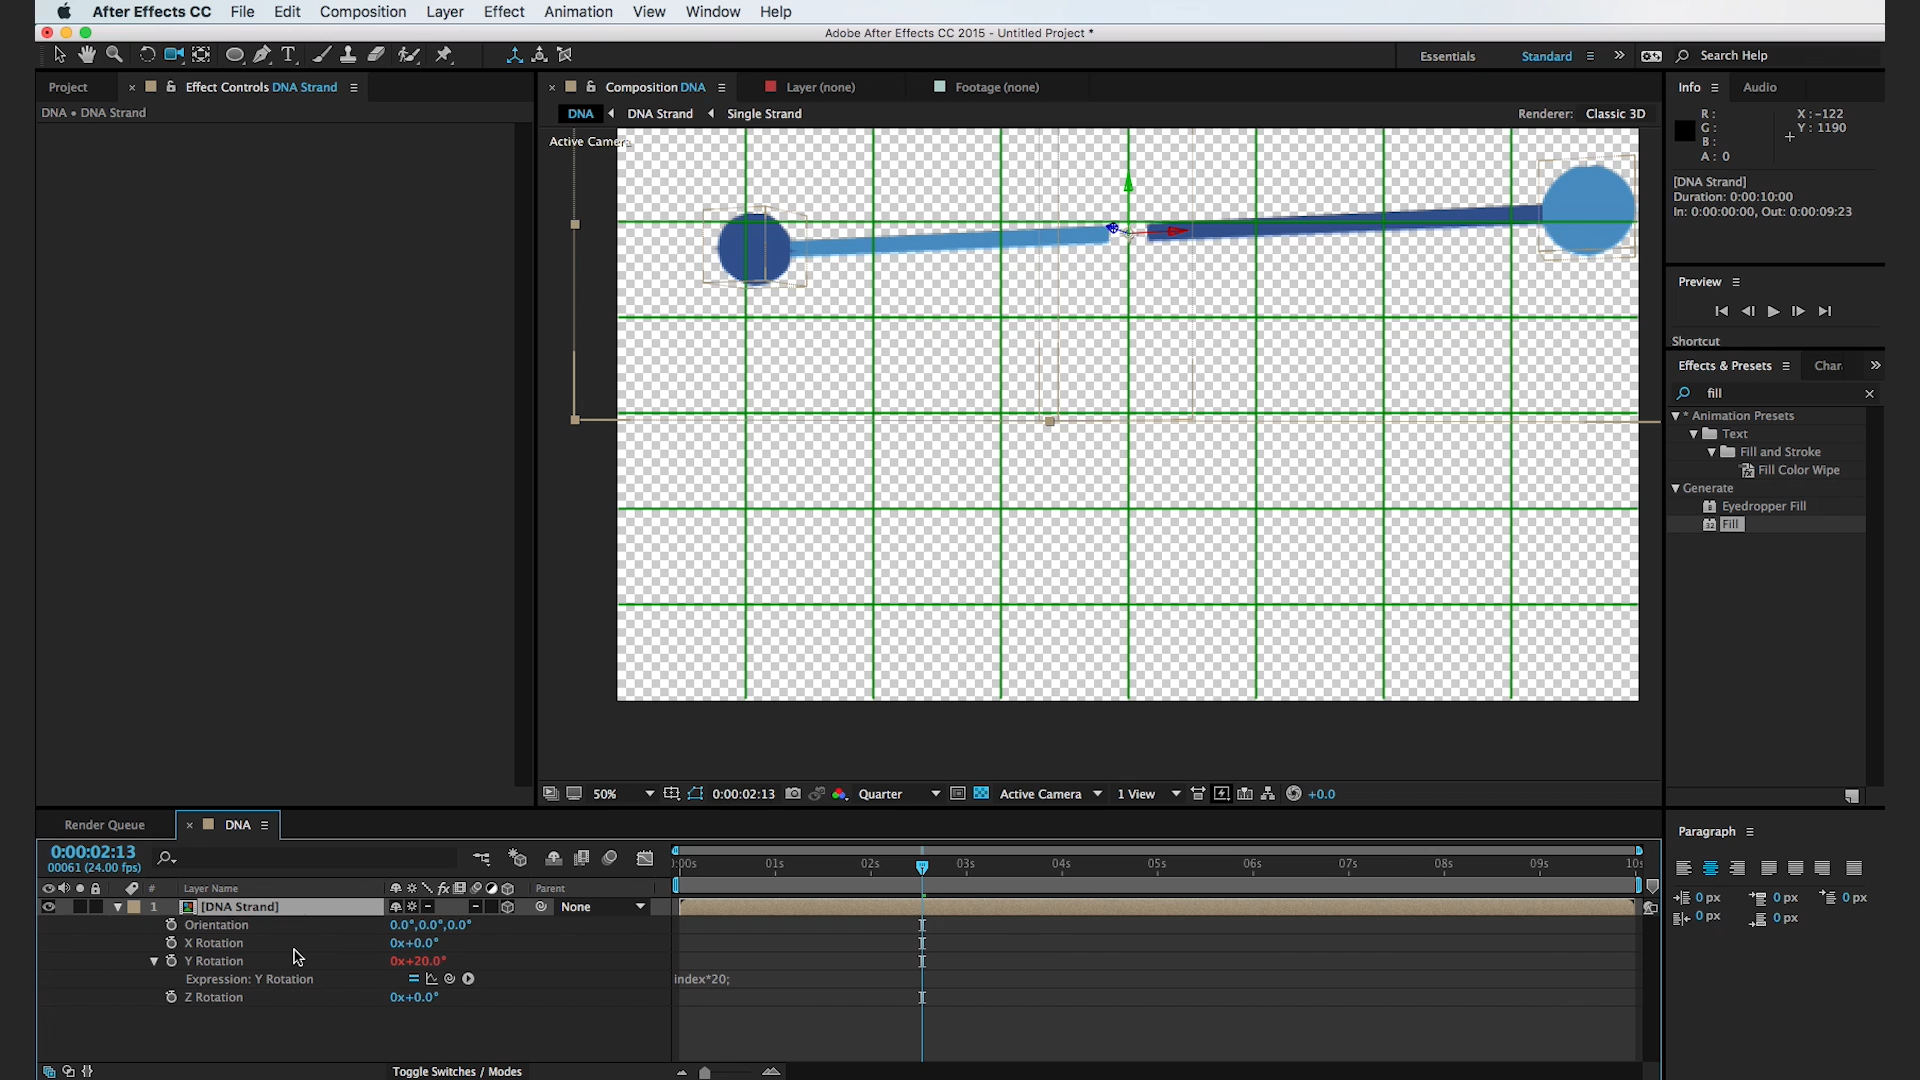 After Effects CC File Edit Composition Layer Effect Animation View Window Help
Adobe After Effects CC 2015 - Untitled Project *
Essentials Standard Search Help
Project Effect Controls DNA Strand Composition DNA Layer (none) Footage (none) Info Audio
DNA • DNA Strand
DNA DNA Strand Single Strand Renderer: Classic 3D
Active Camera
R:
G:
B:
A: 0
X: -122
Y: 1190
[DNA Strand]
Duration: 0:00:10:00
In: 0:00:00:00, Out: 0:00:09:23
Preview
Shortcut
Effects & Presets Char
fill
* Animation Presets
Text
Fill and Stroke
Fill Color Wipe
Generate
Eyedropper Fill
Fill
50% 0:00:02:13 Quarter Active Camera 1 View +0.0
Render Queue DNA
Paragraph
0:00:02:13
00061 (24.00 fps)
:00s 01s 02s 03s 04s 05s 06s 07s 08s 09s 10s
# Layer Name Parent
1 [DNA Strand] None
Orientation 0.0°,0.0°,0.0°
X Rotation 0x+0.0°
Y Rotation 0x+20.0°
Expression: Y Rotation index*20;
Z Rotation 0x+0.0°
0 px 0 px 0 px
0 px 0 px
Toggle Switches / Modes